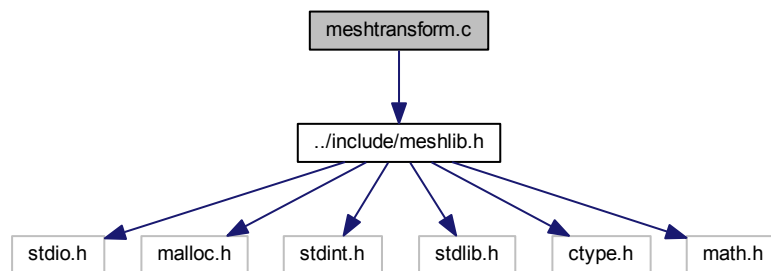 meshtransform.c
../include/meshlib.h
stdio.h malloc.h stdint.h stdlib.h ctype.h math.h